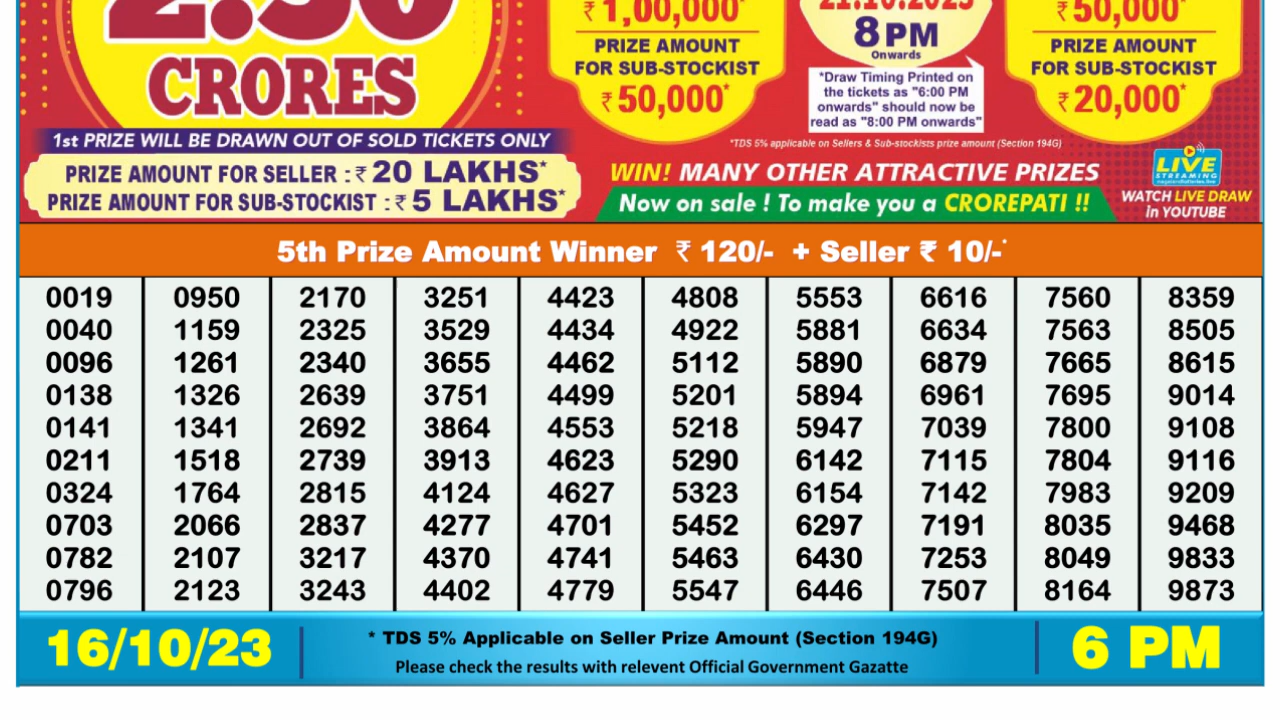 2.50
CRORES
1st PRIZE WILL BE DRAWN OUT OF SOLD TICKETS ONLY
PRIZE AMOUNT FOR SELLER : ₹ 20 LAKHS*
PRIZE AMOUNT FOR SUB-STOCKIST : ₹ 5 LAKHS*
₹ 1,00,000*
PRIZE AMOUNT
FOR SUB-STOCKIST
₹ 50,000*
21.10.2023
8 PM
Onwards
*Draw Timing Printed on
the tickets as "6:00 PM
onwards" should now be
read as "8:00 PM onwards"
₹ 50,000*
PRIZE AMOUNT
FOR SUB-STOCKIST
₹ 20,000*
*TDS 5% applicable on Sellers & Sub-stockists prize amount (Section 194G)
WIN! MANY OTHER ATTRACTIVE PRIZES
Now on sale ! To make you a CROREPATI !!
LIVE
STREAMING
WATCH LIVE DRAW
in YOUTUBE
5th Prize Amount Winner ₹ 120/- + Seller ₹ 10/-*
0019 0950 2170 3251 4423 4808 5553 6616 7560 8359
0040 1159 2325 3529 4434 4922 5881 6634 7563 8505
0096 1261 2340 3655 4462 5112 5890 6879 7665 8615
0138 1326 2639 3751 4499 5201 5894 6961 7695 9014
0141 1341 2692 3864 4553 5218 5947 7039 7800 9108
0211 1518 2739 3913 4623 5290 6142 7115 7804 9116
0324 1764 2815 4124 4627 5323 6154 7142 7983 9209
0703 2066 2837 4277 4701 5452 6297 7191 8035 9468
0782 2107 3217 4370 4741 5463 6430 7253 8049 9833
0796 2123 3243 4402 4779 5547 6446 7507 8164 9873
16/10/23
* TDS 5% Applicable on Seller Prize Amount (Section 194G)
Please check the results with relevent Official Government Gazatte
6 PM